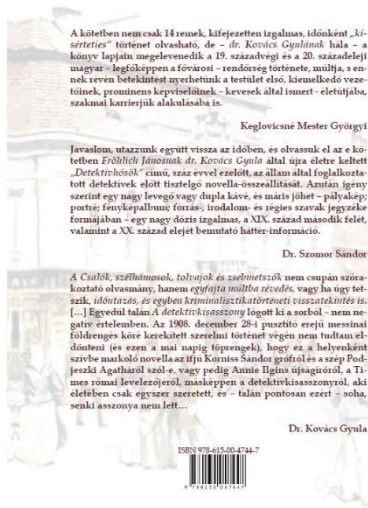 A kötetben nem csak 14 remek, kifejezetten izgalmas, időnként „kí-
sérteties” történet olvasható, de – dr. Kovács Gyulának hála – a
könyv lapjain megelevenedik a 19. századvégi és a 20. századeleji
magyar – legfőképpen a fővárosi – rendőrség története, múltja, s en-
nek révén betekintést nyerhetünk a testület első, kiemelkedő veze-
tőinek, prominens képviselőinek – kevesek által ismert - életútjába,
szakmai karrierjük alakulásába is.
Keglovicsné Mester Györgyi
Javaslom, utazzunk együtt vissza az időben, és olvassuk el az e kö-
tetben Fröhlich Jánosnak dr. Kovács Gyula által újra életre keltett
„Detektívhősök” című, száz évvel ezelőtt, az állam által foglalkozta-
tott detektívek előtt tisztelgő novella-összeállítását. Azután igény
szerint egy nagy levegő vagy dupla kávé, és máris jöhet – pályakép;
portré; fényképalbum; forrás-, irodalom- és régies szavak jegyzéke
formájában – egy nagy dózis izgalmas, a XIX. század második felét,
valamint a XX. század elejét bemutató háttér-információ.
Dr. Szomor Sándor
A Csalók, szélhámosok, tolvajok és zsebmetszők nem csupán szóra-
koztató olvasmány, hanem egyfajta múltba révedés, vagy ha úgy tet-
szik, időutazás, és egyben kriminalisztikatörténeti visszatekintés is.
[…] Egyedül talán A detektívkisasszony lógott ki a sorból – nem ne-
gatív értelemben. Az 1908. december 28-i pusztító erejű messinai
földrengés köré kerekített szerelmi történet végén nem tudtam el-
dönteni (és ezen a mai napig töprengek), hogy ez a helyenként
szívbe markoló novella az ifjú Korniss Sándor grófról és a szép Pod-
jeszki Agatháról szól-e, vagy pedig Annie Ilgins újságíróról, a Ti-
mes római levelezőjéről, másképpen a detektívkisasszonyról, aki
életében csak egyszer szeretett, és – talán pontosan ezért – soha,
senki asszonya nem lett…
Dr. Kovács Gyula
ISBN 978-615-00-4744-7
9 786150 047447